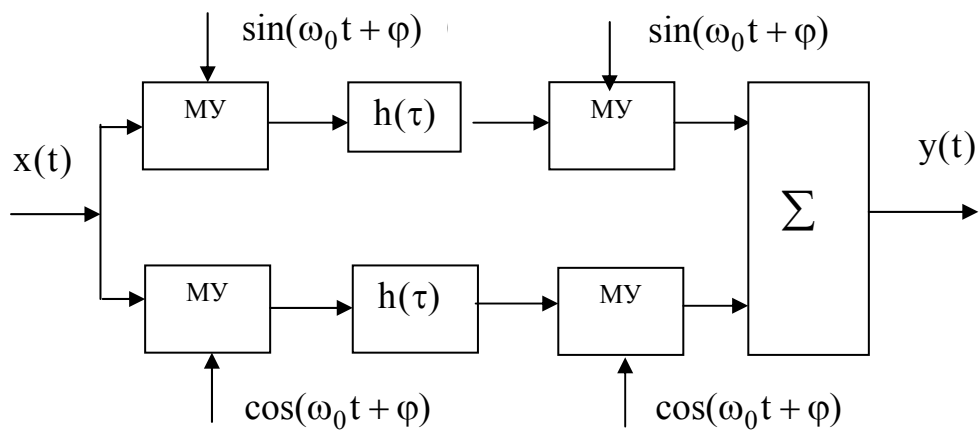 sin(ω₀t + φ)
sin(ω₀t + φ)
МУ
h(τ)
МУ
x(t)
y(t)
Σ
МУ
h(τ)
МУ
cos(ω₀t + φ)
cos(ω₀t + φ)